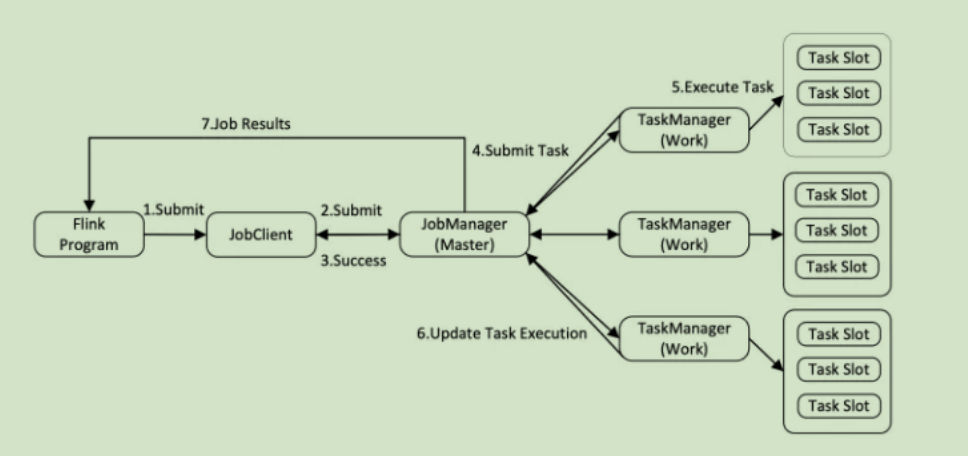 5.Execute Task
Task Slot
Task Slot
Task Slot
7.Job Results
4.Submit Task
TaskManager
(Work)
1.Submit
2.Submit
3.Success
Flink
Program
JobClient
JobManager
(Master)
TaskManager
(Work)
Task Slot
Task Slot
Task Slot
6.Update Task Execution
TaskManager
(Work)
Task Slot
Task Slot
Task Slot